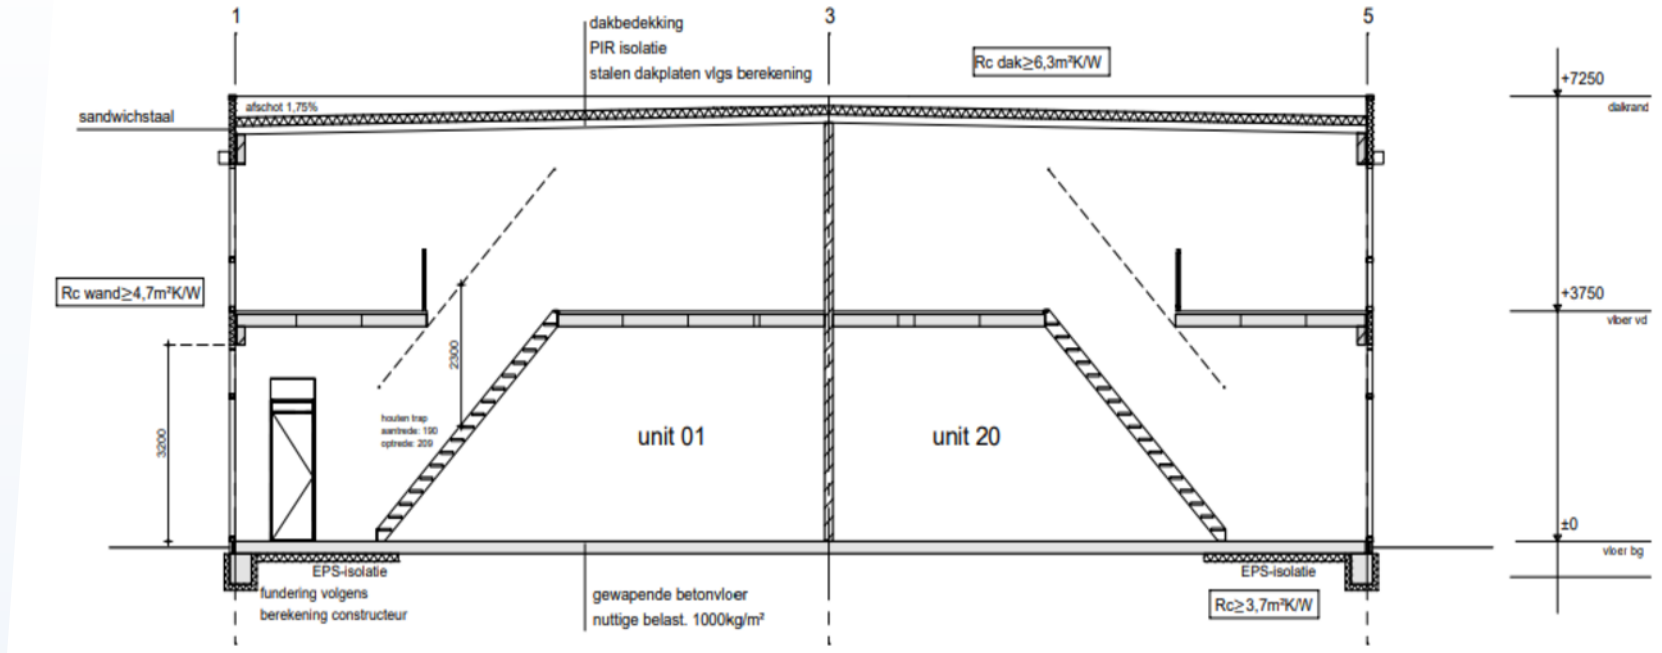 1
3
5
dakbedekking
PIR isolatie
stalen dakplaten vlgs berekening
Rc dak≥6,3m²K/W
+7250
dakrand
afschot 1,75%
sandwichstaal
Rc wand≥4,7m²K/W
+3750
vloer vd
2300
3200
houten trap
aantrede: 190
optrede: 209
unit 01
unit 20
±0
vloer bg
EPS-isolatie
fundering volgens
berekening constructeur
gewapende betonvloer
nuttige belast. 1000kg/m²
EPS-isolatie
Rc≥3,7m²K/W